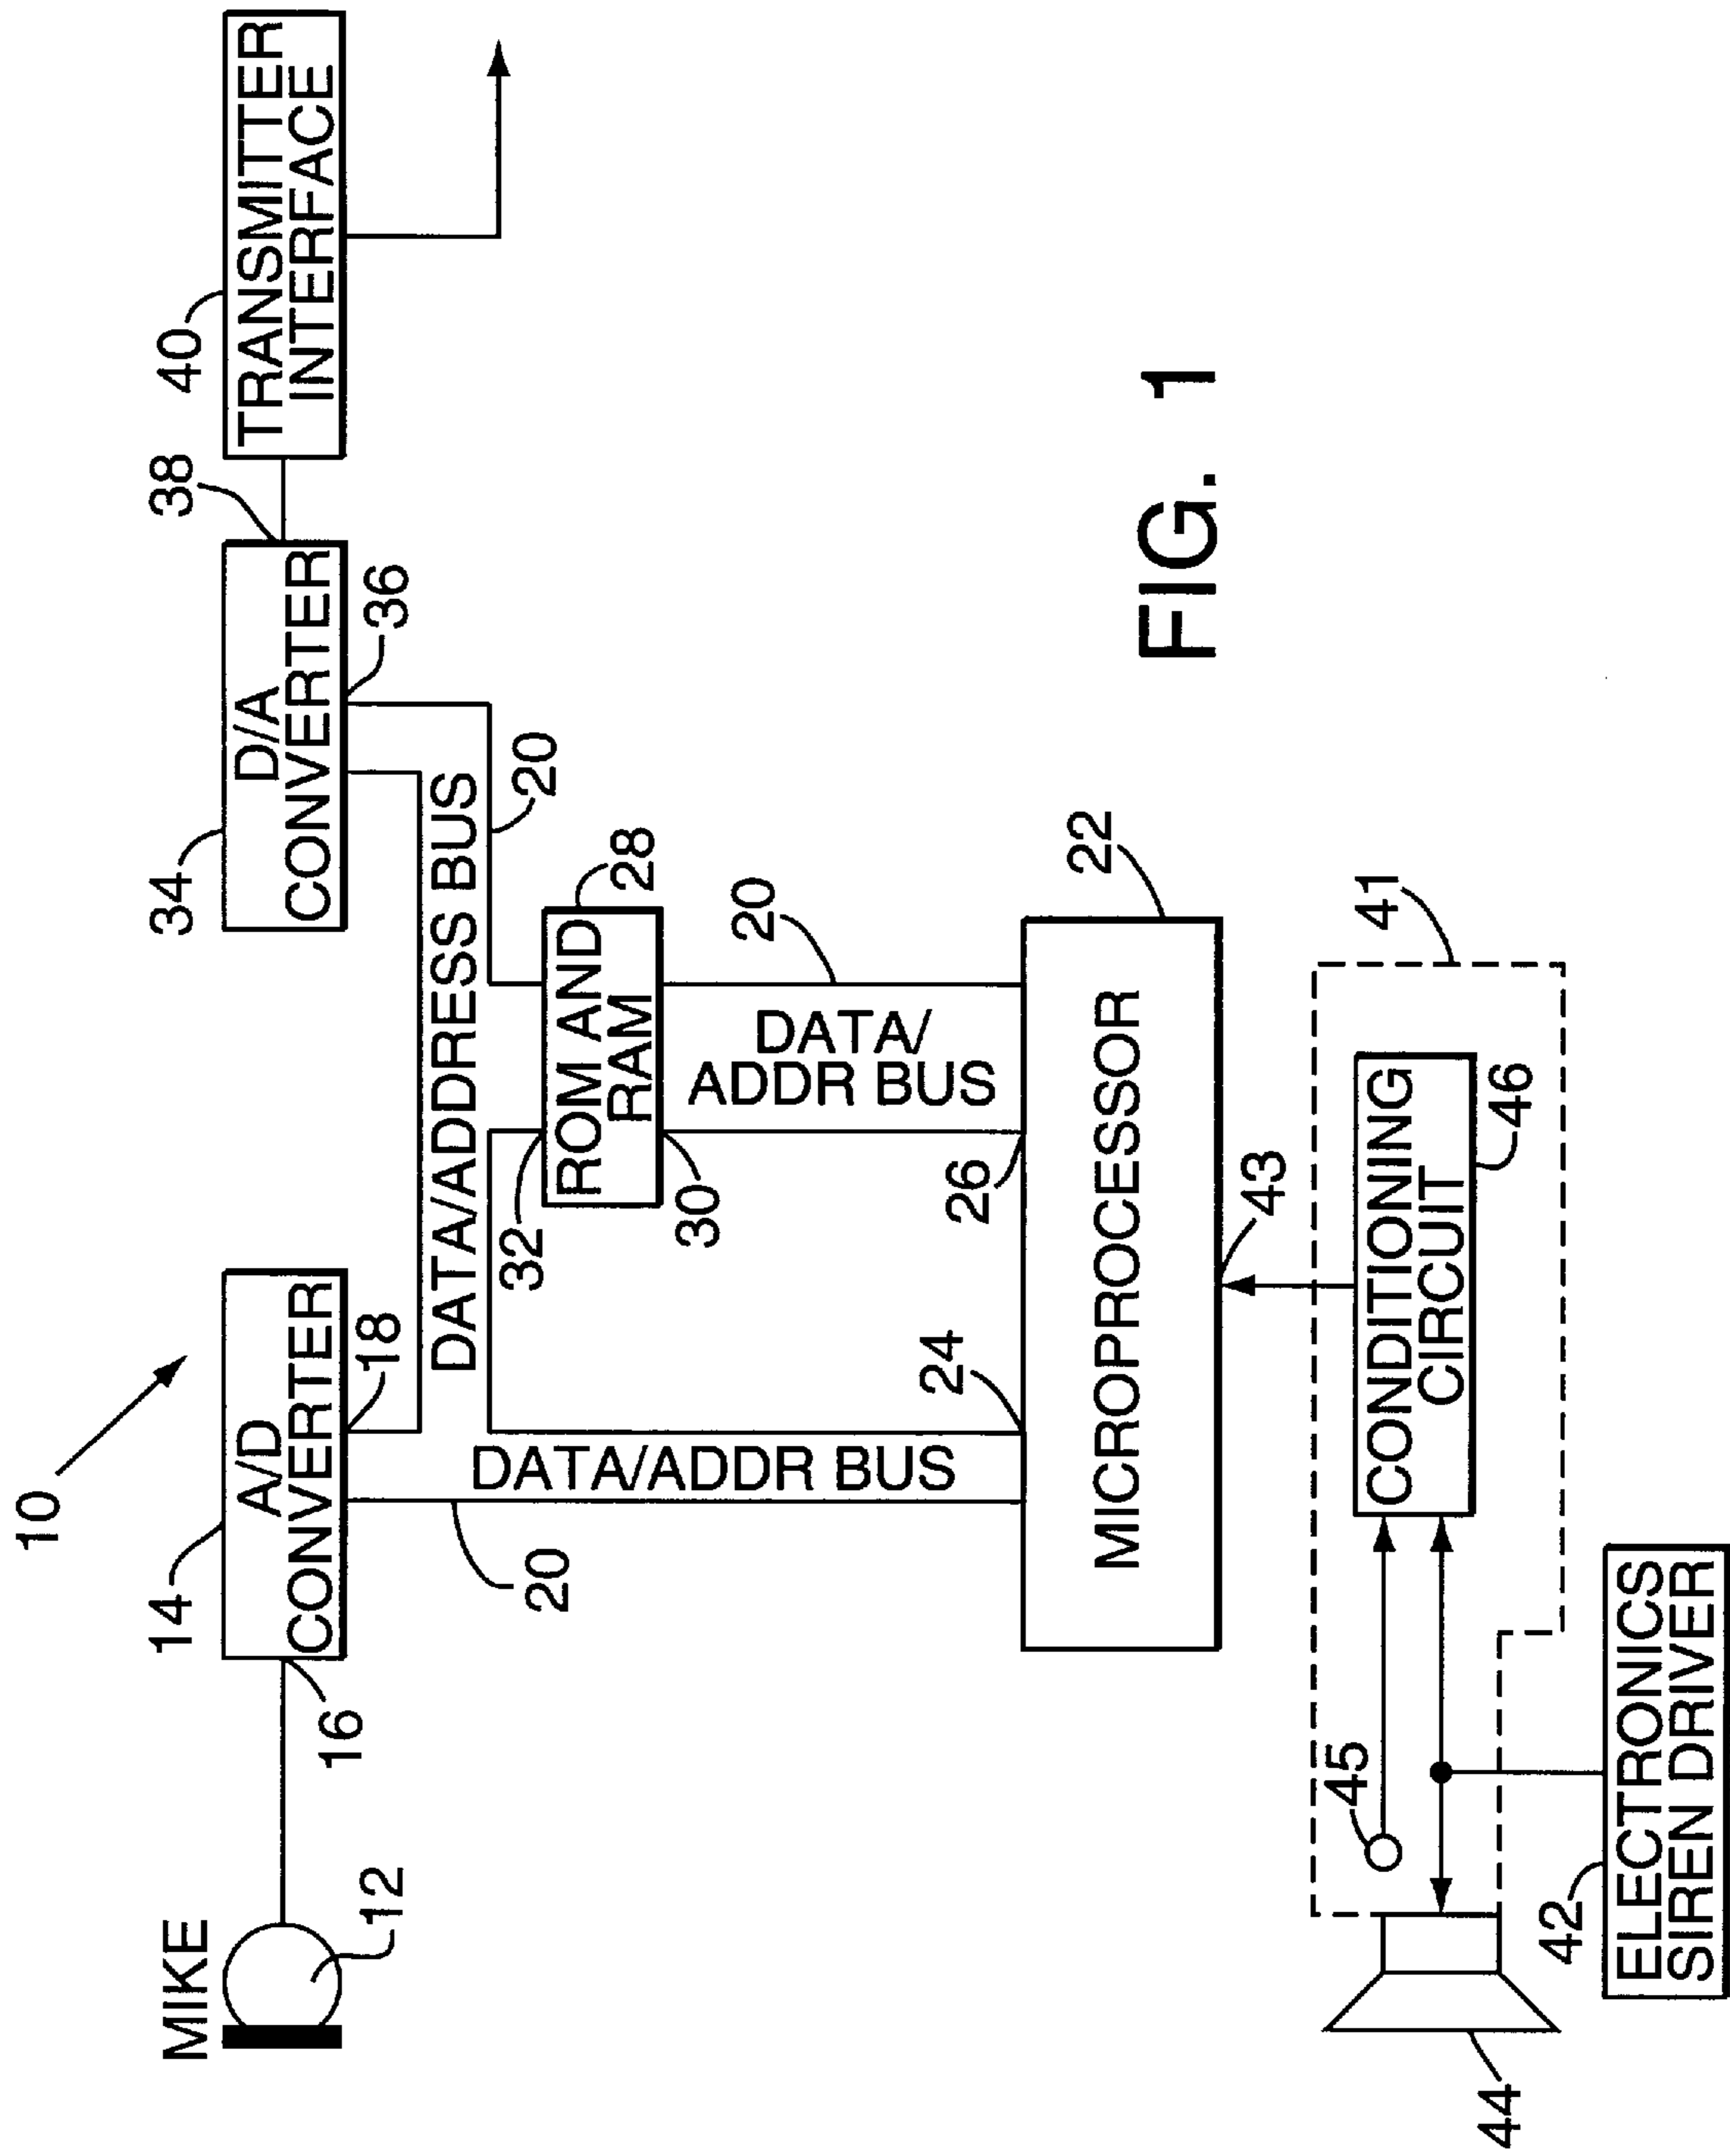 10
MIKE
12
16
14
A/D
CONVERTER
18
34
D/A
CONVERTER
36
38
40
TRANSMITTER
INTERFACE
DATA/ADDRESS BUS
20
20
DATA/ADDR BUS
32
ROM AND
RAM
28
30
DATA/
ADDR BUS
20
24
26
22
MICROPROCESSOR
43
41
45
CONDITIONING
CIRCUIT
46
44
42
ELECTRONICS
SIREN DRIVER
FIG. 1